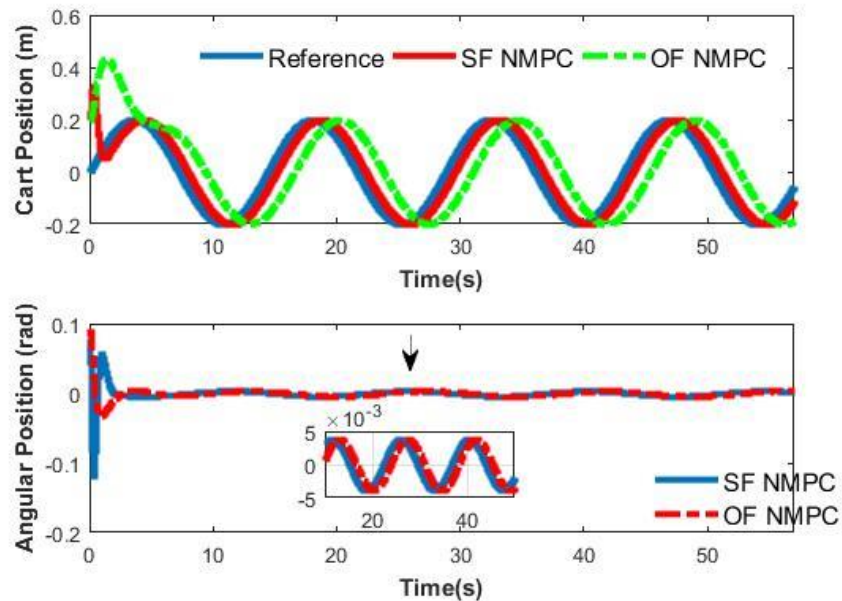 0.6
Reference SF NMPC OF NMPC
0.4
0.2
0
-0.2
Cart Position (m)
0 10 20 30 40 50
Time(s)
0.1
0
-0.1
-0.2
Angular Position (rad)
× 10⁻³
5
0
-5
20 40
SF NMPC
OF NMPC
0 10 20 30 40 50
Time(s)